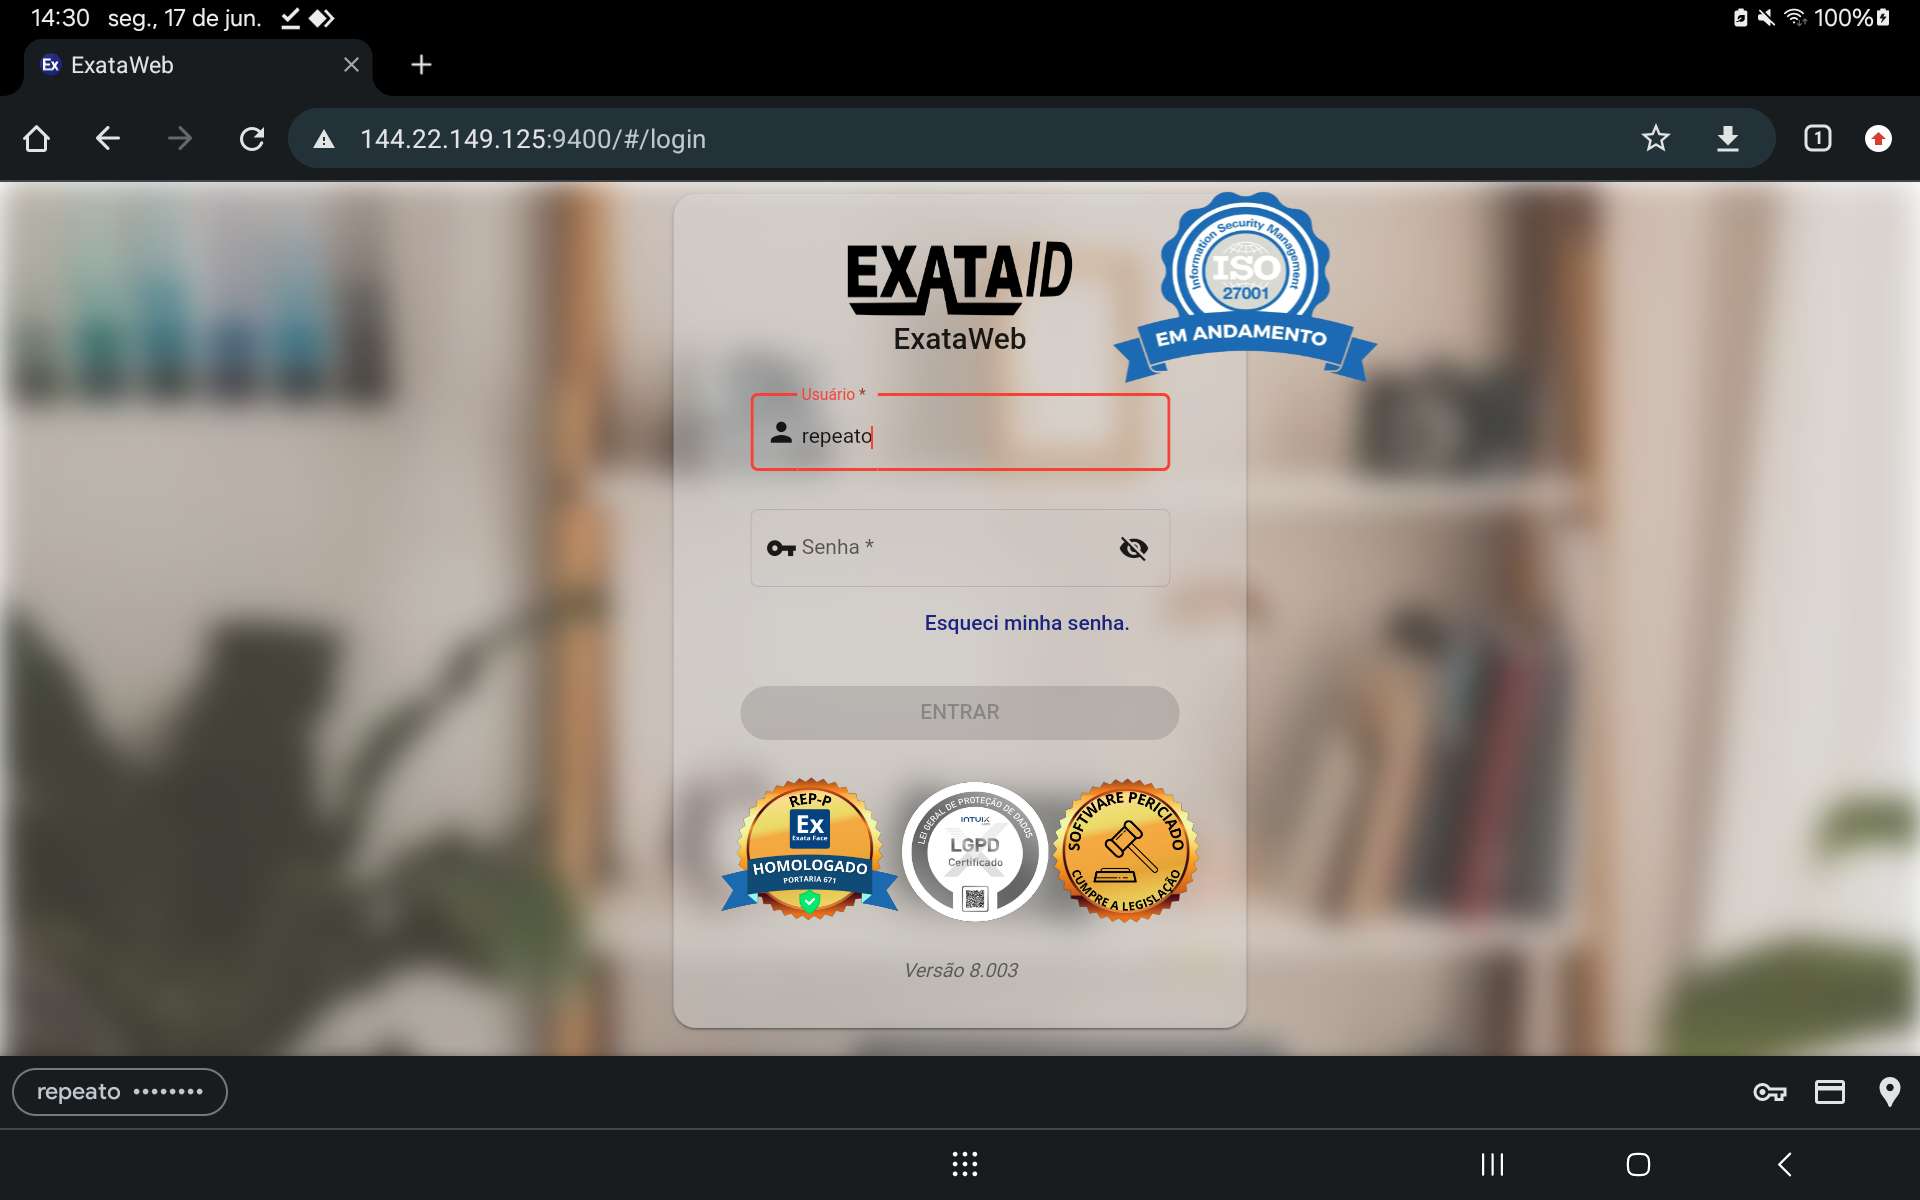 14:30 seg., 17 de jun. 100%
Ex ExataWeb
144.22.149.125:9400/#/login
1
EXATAID
ExataWeb
Information Security Management
ISO
27001
EM ANDAMENTO
Usuário *
repeato
Senha *
Esqueci minha senha.
ENTRAR
REP-P
Ex
Exata Face
HOMOLOGADO
PORTARIA 671
LEI GERAL DE PROTEÇÃO DE DADOS
INTUIX
LGPD
Certificado
SOFTWARE PERICIADO
CUMPRE A LEGISLAÇÃO
Versão 8.003
repeato ••••••••